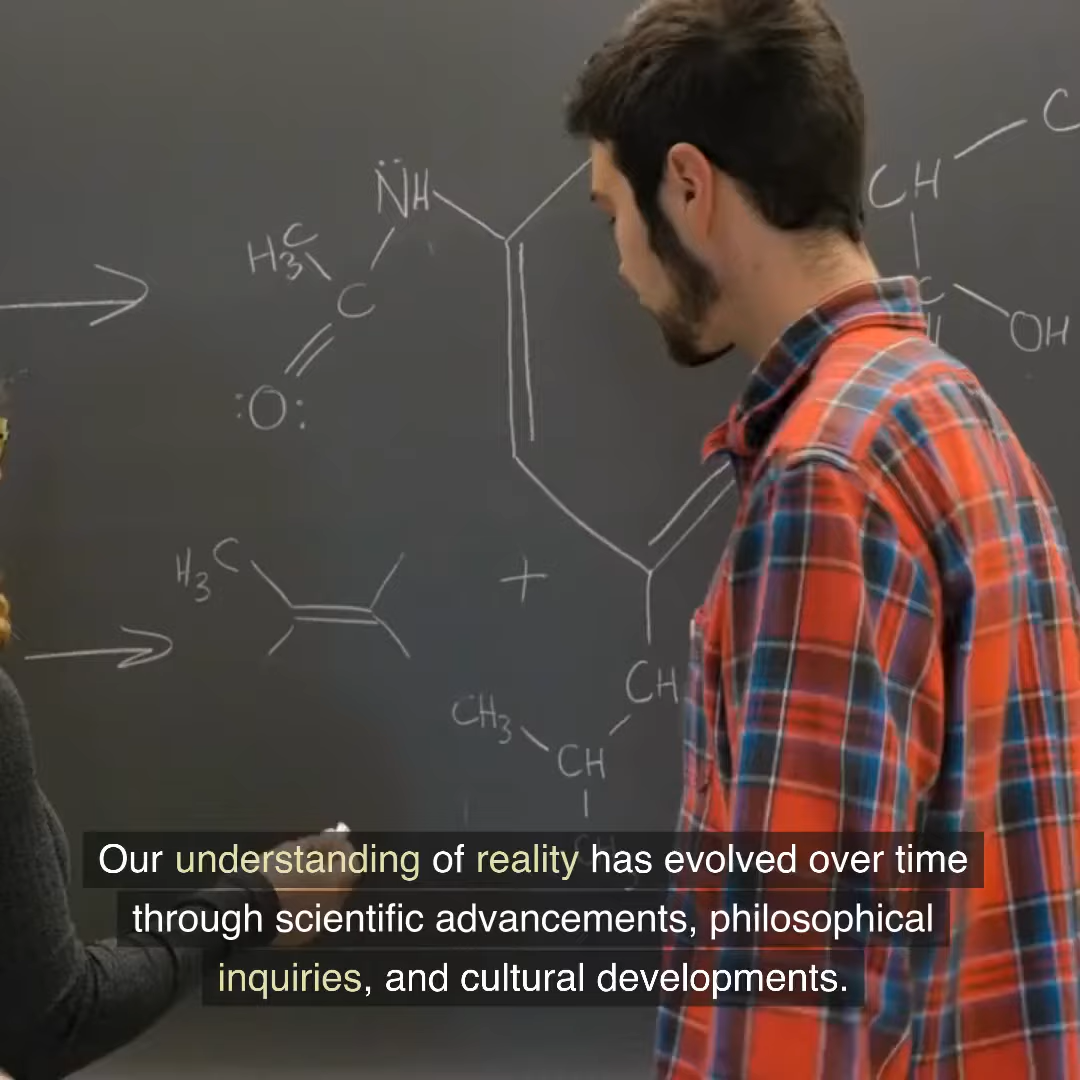 C
N̈H
CH
H3C
C
C
H
OH
:O:
H3C
+
CH
CH3
CH
Our understanding of reality has evolved over time
through scientific advancements, philosophical
inquiries, and cultural developments.